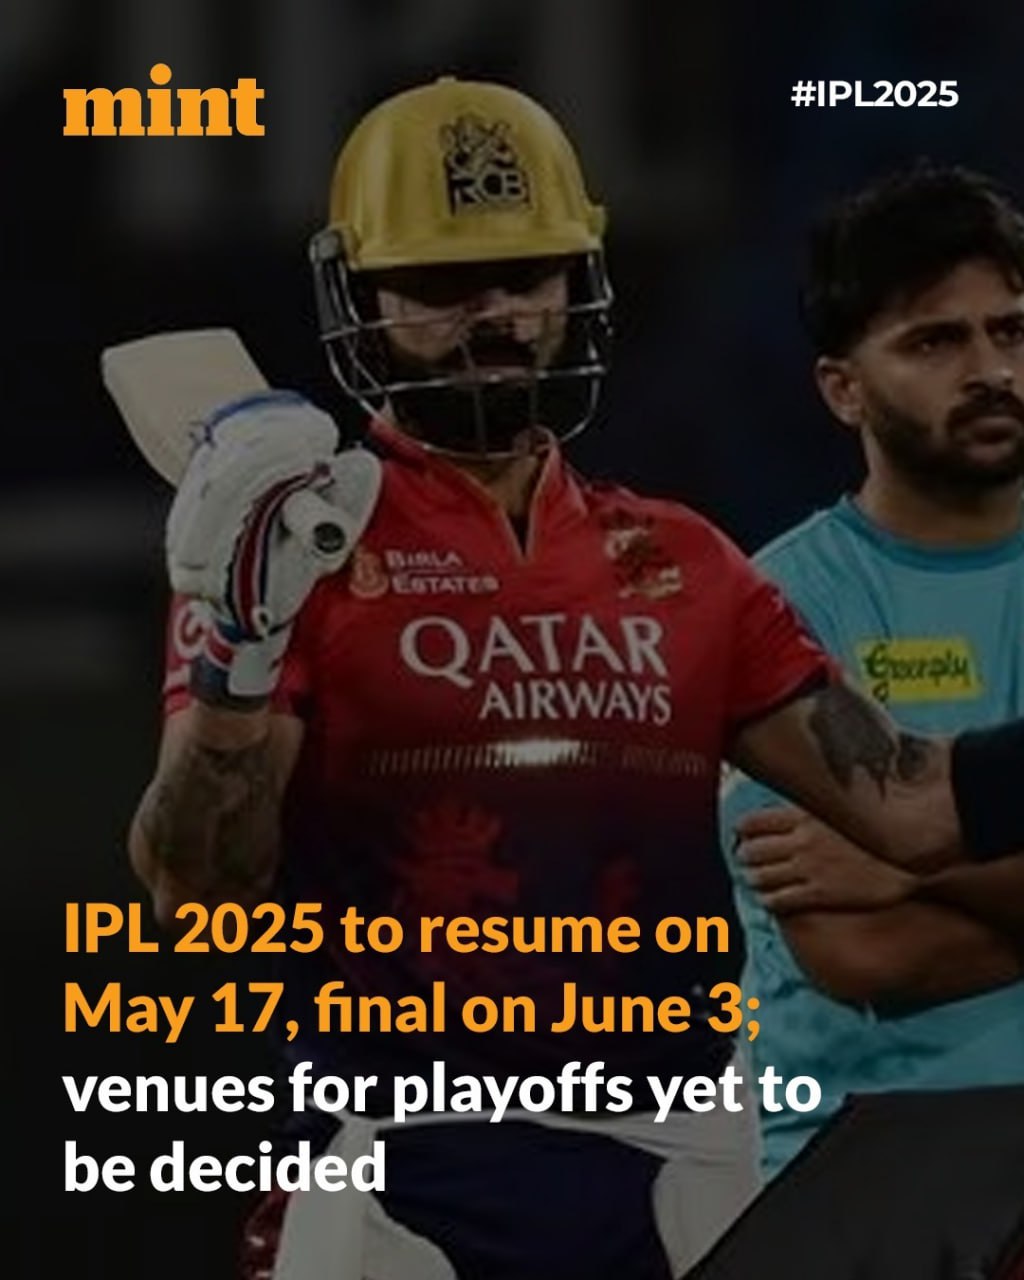 mint
#IPL2025
RCB
BIRLA
ESTATES
QATAR
AIRWAYS
Greenply
IPL 2025 to resume on
May 17, final on June 3;
venues for playoffs yet to
be decided